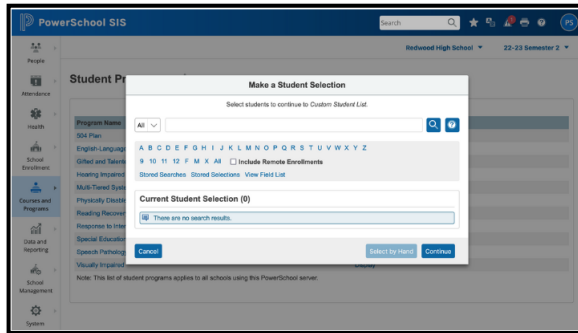 PowerSchool SIS
Search
PS
Redwood High School
22-23 Semester 2
People
Attendance
Health
School
Enrollment
Courses and
Programs
Data and
Reporting
School
Management
System
Student Pr
Program Name
504 Plan
English-Language
Gifted and Talente
Hearing Impaired
Multi-Tiered Syste
Physically Disable
Reading Recover
Response to Inter
Special Education
Speech Pathology
Visually Impaired
Note: This list of student programs applies to all schools using this PowerSchool server.
Make a Student Selection
Select students to continue to Custom Student List.
All
A B C D E F G H I J K L M N O P Q R S T U V W X Y Z
9 10 11 12 F M X All Include Remote Enrollments
Stored Searches Stored Selections View Field List
Current Student Selection (0)
There are no search results.
Cancel
Select by Hand
Continue